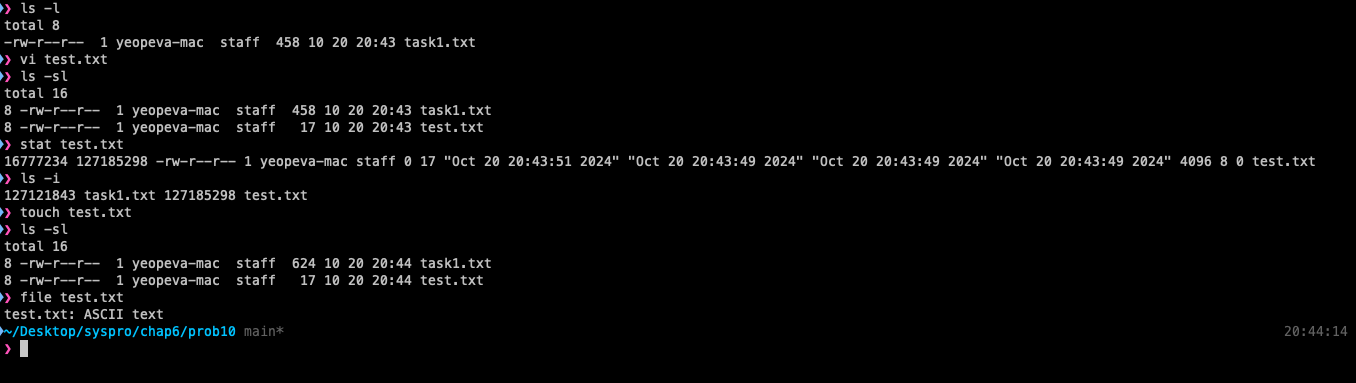 ❯ ls -l
total 8
-rw-r--r--  1 yeopeva-mac  staff  458 10 20 20:43 task1.txt
❯ vi test.txt
❯ ls -sl
total 16
8 -rw-r--r--  1 yeopeva-mac  staff  458 10 20 20:43 task1.txt
8 -rw-r--r--  1 yeopeva-mac  staff   17 10 20 20:43 test.txt
❯ stat test.txt
16777234 127185298 -rw-r--r-- 1 yeopeva-mac staff 0 17 "Oct 20 20:43:51 2024" "Oct 20 20:43:49 2024" "Oct 20 20:43:49 2024" "Oct 20 20:43:49 2024" 4096 8 0 test.txt
❯ ls -i
127121843 task1.txt 127185298 test.txt
❯ touch test.txt
❯ ls -sl
total 16
8 -rw-r--r--  1 yeopeva-mac  staff  624 10 20 20:44 task1.txt
8 -rw-r--r--  1 yeopeva-mac  staff   17 10 20 20:44 test.txt
❯ file test.txt
test.txt: ASCII text
~/Desktop/syspro/chap6/prob10 main* 20:44:14
❯